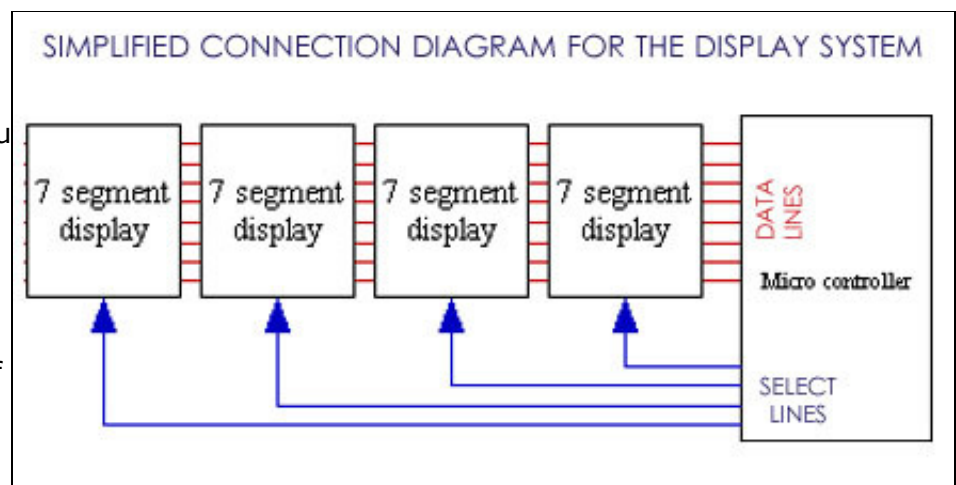 SIMPLIFIED CONNECTION DIAGRAM FOR THE DISPLAY SYSTEM
7 segment
display
7 segment
display
7 segment
display
7 segment
display
DATA
LINES
Micro controller
SELECT
LINES